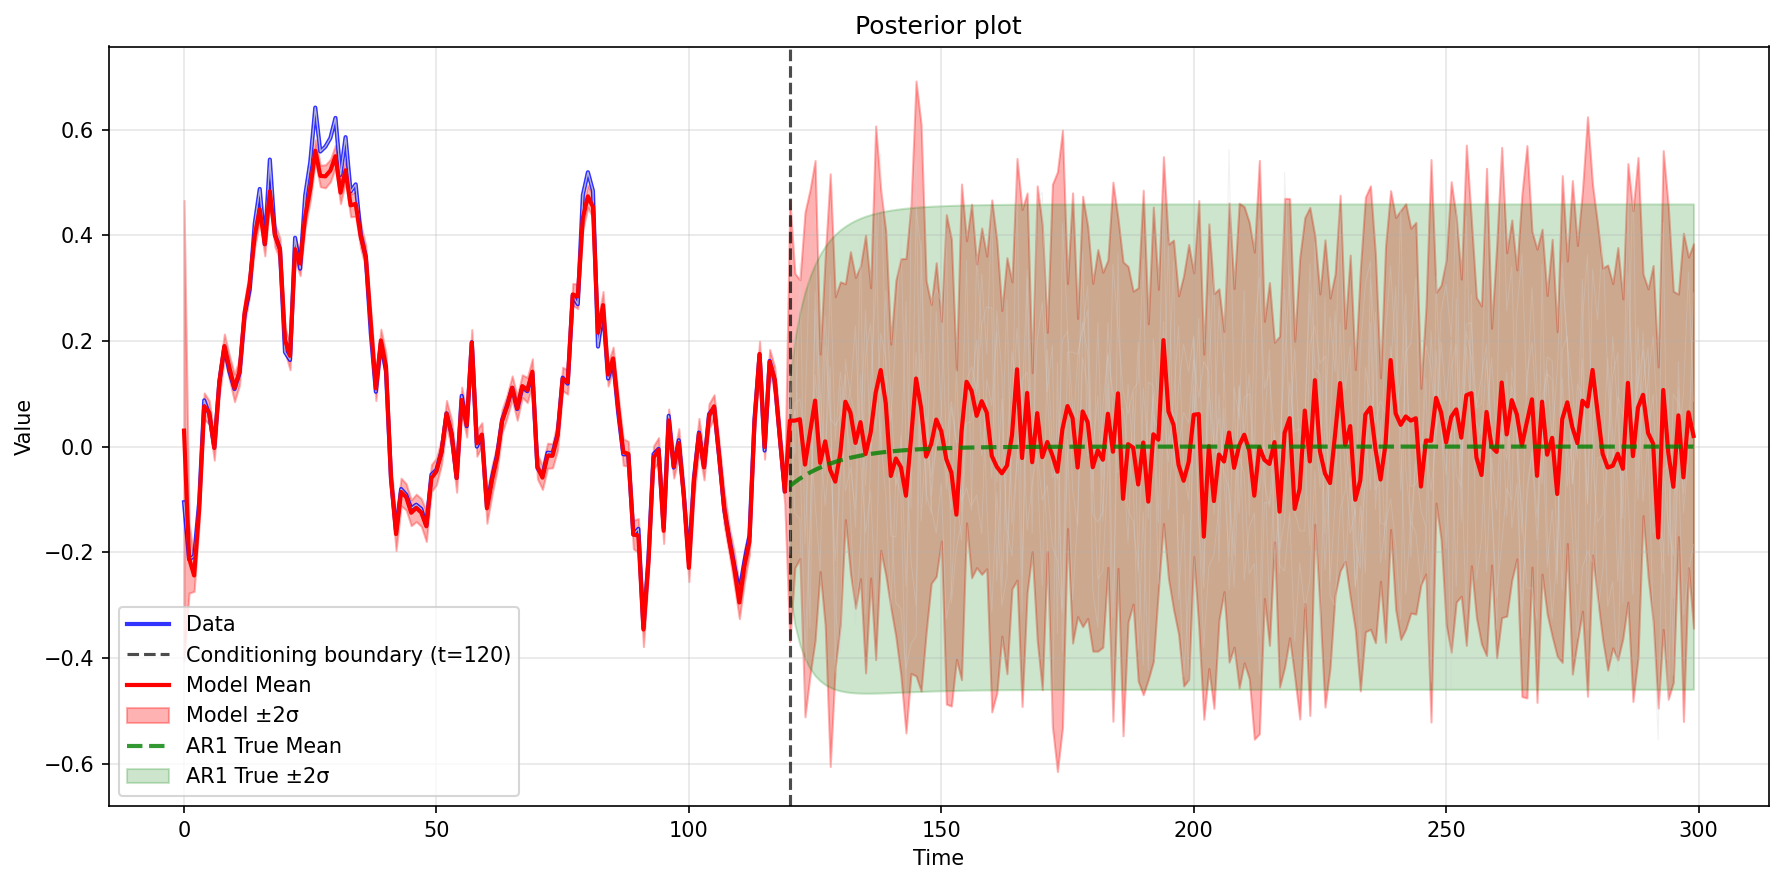 Posterior plot
Value
0.6
0.4
0.2
0.0
−0.2
−0.4
−0.6
Data
Conditioning boundary (t=120)
Model Mean
Model ±2σ
AR1 True Mean
AR1 True ±2σ
0 50 100 150 200 250 300
Time